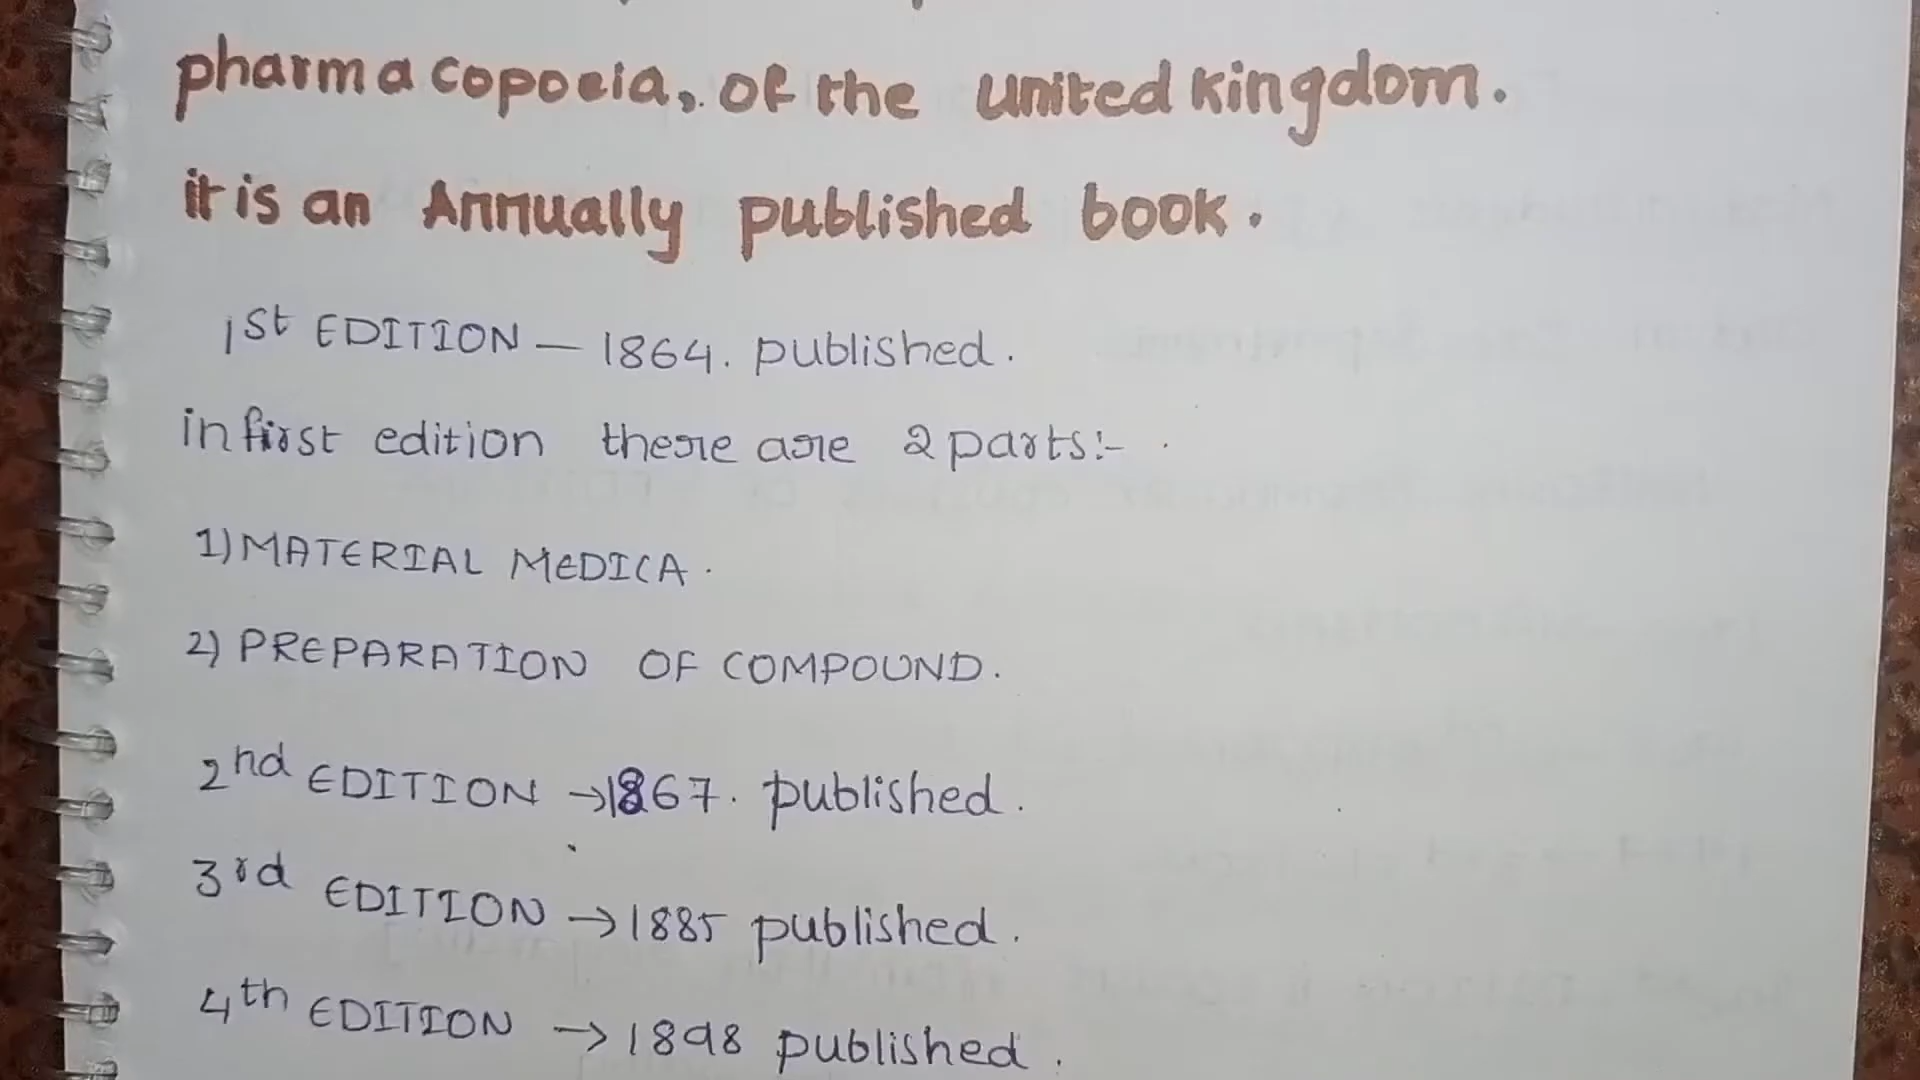 pharmacopoeia, of the united kingdom.
it is an Annually published book.
1st EDITION — 1864. published.
in first edition there are 2 parts:-
1) MATERIAL MEDICA.
2) PREPARATION OF COMPOUND.
2nd EDITION → 1867. published.
3rd EDITION → 1885 published.
4th EDITION → 1898 published.